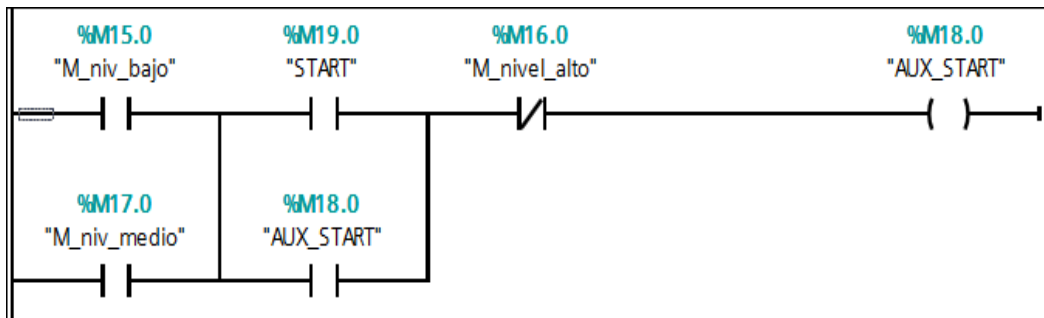 %M15.0 %M19.0 %M16.0 %M18.0
"M_niv_bajo" "START" "M_nivel_alto" "AUX_START"
%M17.0 %M18.0
"M_niv_medio" "AUX_START"